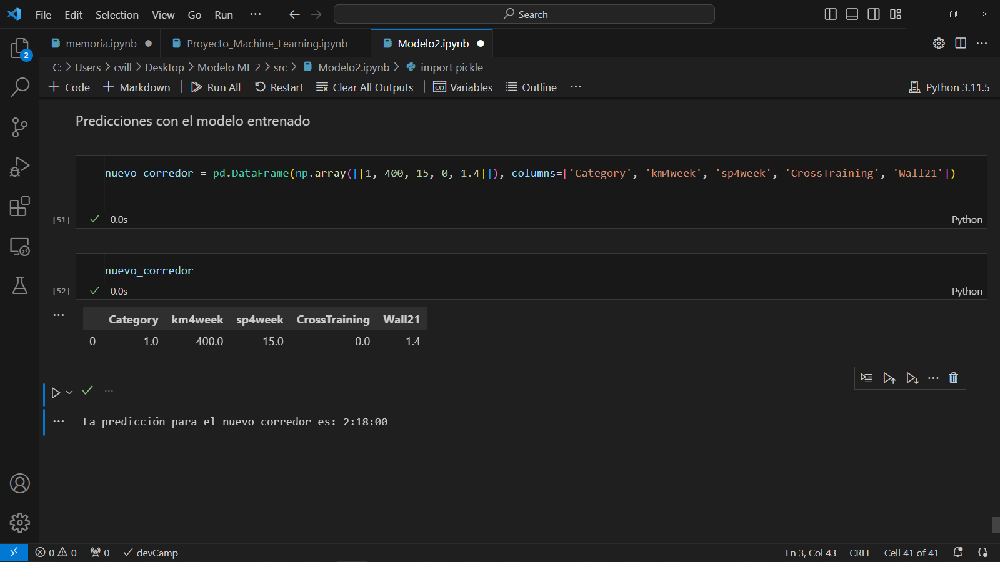 File Edit Selection View Go Run ··· Search
memoria.ipynb Proyecto_Machine_Learning.ipynb Modelo2.ipynb
C: > Users > cvill > Desktop > Modelo ML 2 > src > Modelo2.ipynb > import pickle
Code Markdown Run All Restart Clear All Outputs Variables Outline ··· Python 3.11.5
Predicciones con el modelo entrenado
nuevo_corredor = pd.DataFrame(np.array([[1, 400, 15, 0, 1.4]]), columns=['Category', 'km4week', 'sp4week', 'CrossTraining', 'Wall21'])
[51] 0.0s Python
nuevo_corredor
[52] 0.0s Python
Category km4week sp4week CrossTraining Wall21
0 1.0 400.0 15.0 0.0 1.4
La predicción para el nuevo corredor es: 2:18:00
0 0 0 devCamp Ln 3, Col 43 CRLF Cell 41 of 41
2